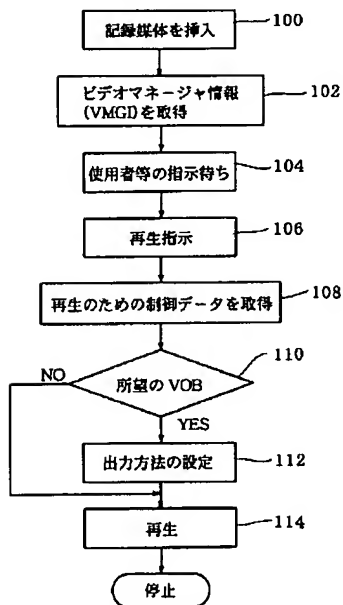 記録媒体を挿入
100
ビデオマネージャ情報
(VMGI)を取得
102
使用者等の指示待ち
104
再生指示
106
再生のための制御データを取得
108
所望の VOB
110
NO
YES
出力方法の設定
112
再生
114
停止